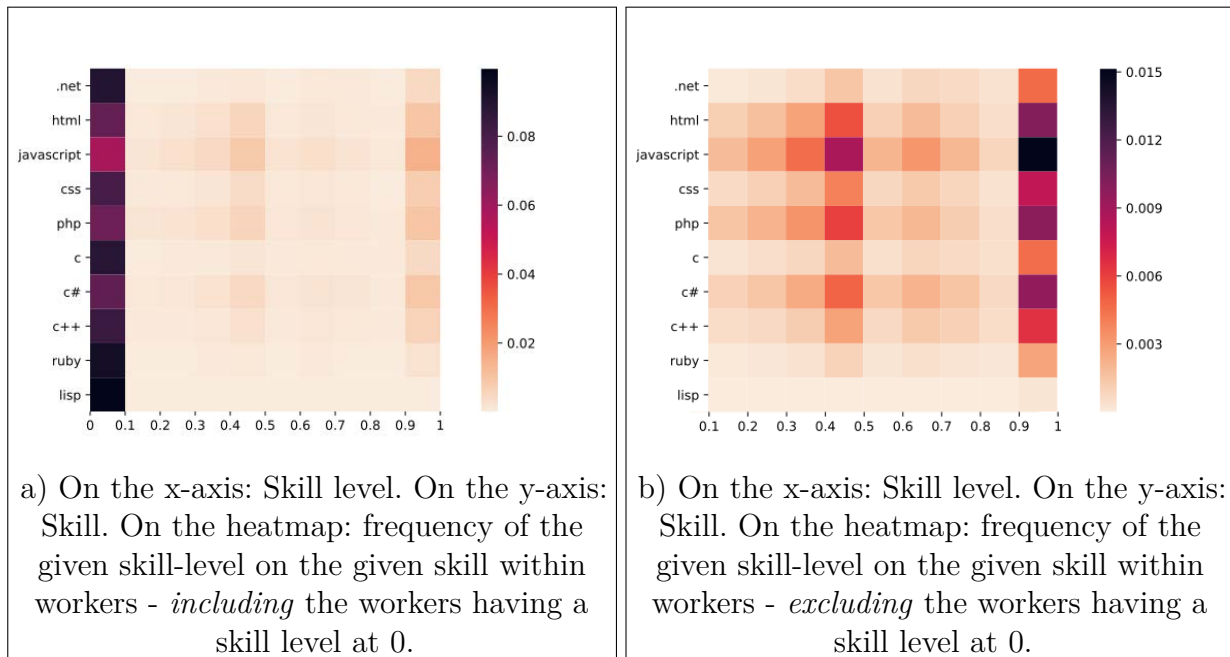 .net
html
javascript
css
php
c
c#
c++
ruby
lisp
0 0.1 0.2 0.3 0.4 0.5 0.6 0.7 0.8 0.9 1
0.08
0.06
0.04
0.02
a) On the x-axis: Skill level. On the y-axis:
Skill. On the heatmap: frequency of the
given skill-level on the given skill within
workers - including the workers having a
skill level at 0.
.net
html
javascript
css
php
c
c#
c++
ruby
lisp
0.1 0.2 0.3 0.4 0.5 0.6 0.7 0.8 0.9 1
0.015
0.012
0.009
0.006
0.003
b) On the x-axis: Skill level. On the y-axis:
Skill. On the heatmap: frequency of the
given skill-level on the given skill within
workers - excluding the workers having a
skill level at 0.